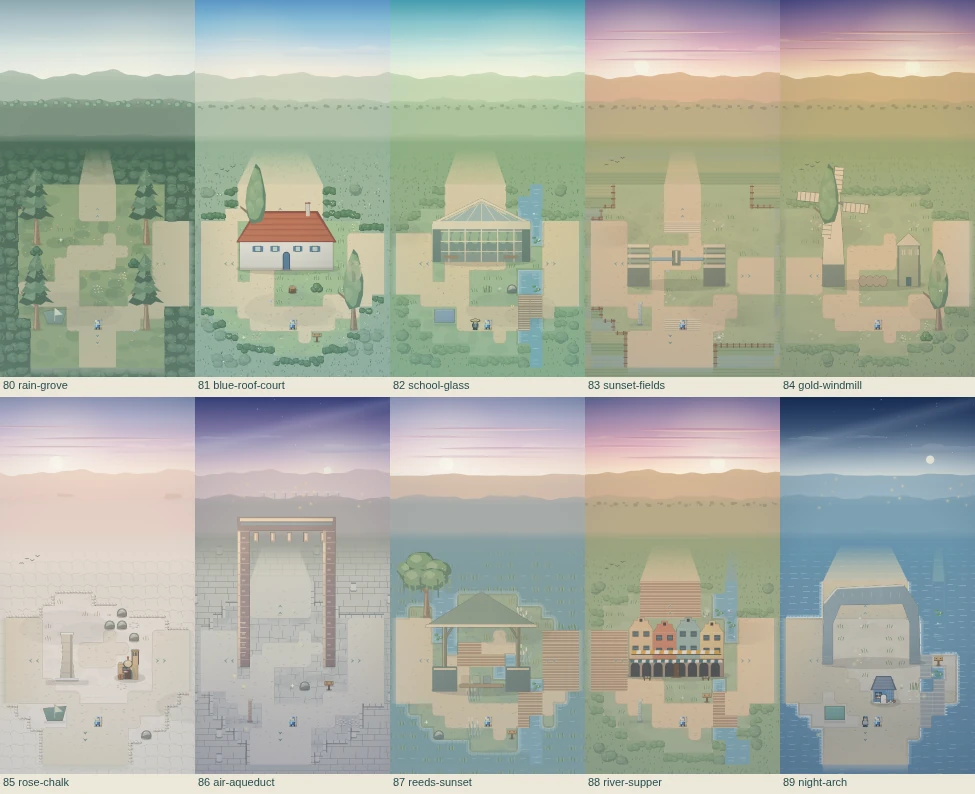 80 rain-grove
81 blue-roof-court
82 school-glass
83 sunset-fields
84 gold-windmill
85 rose-chalk
86 air-aqueduct
87 reeds-sunset
88 river-supper
89 night-arch